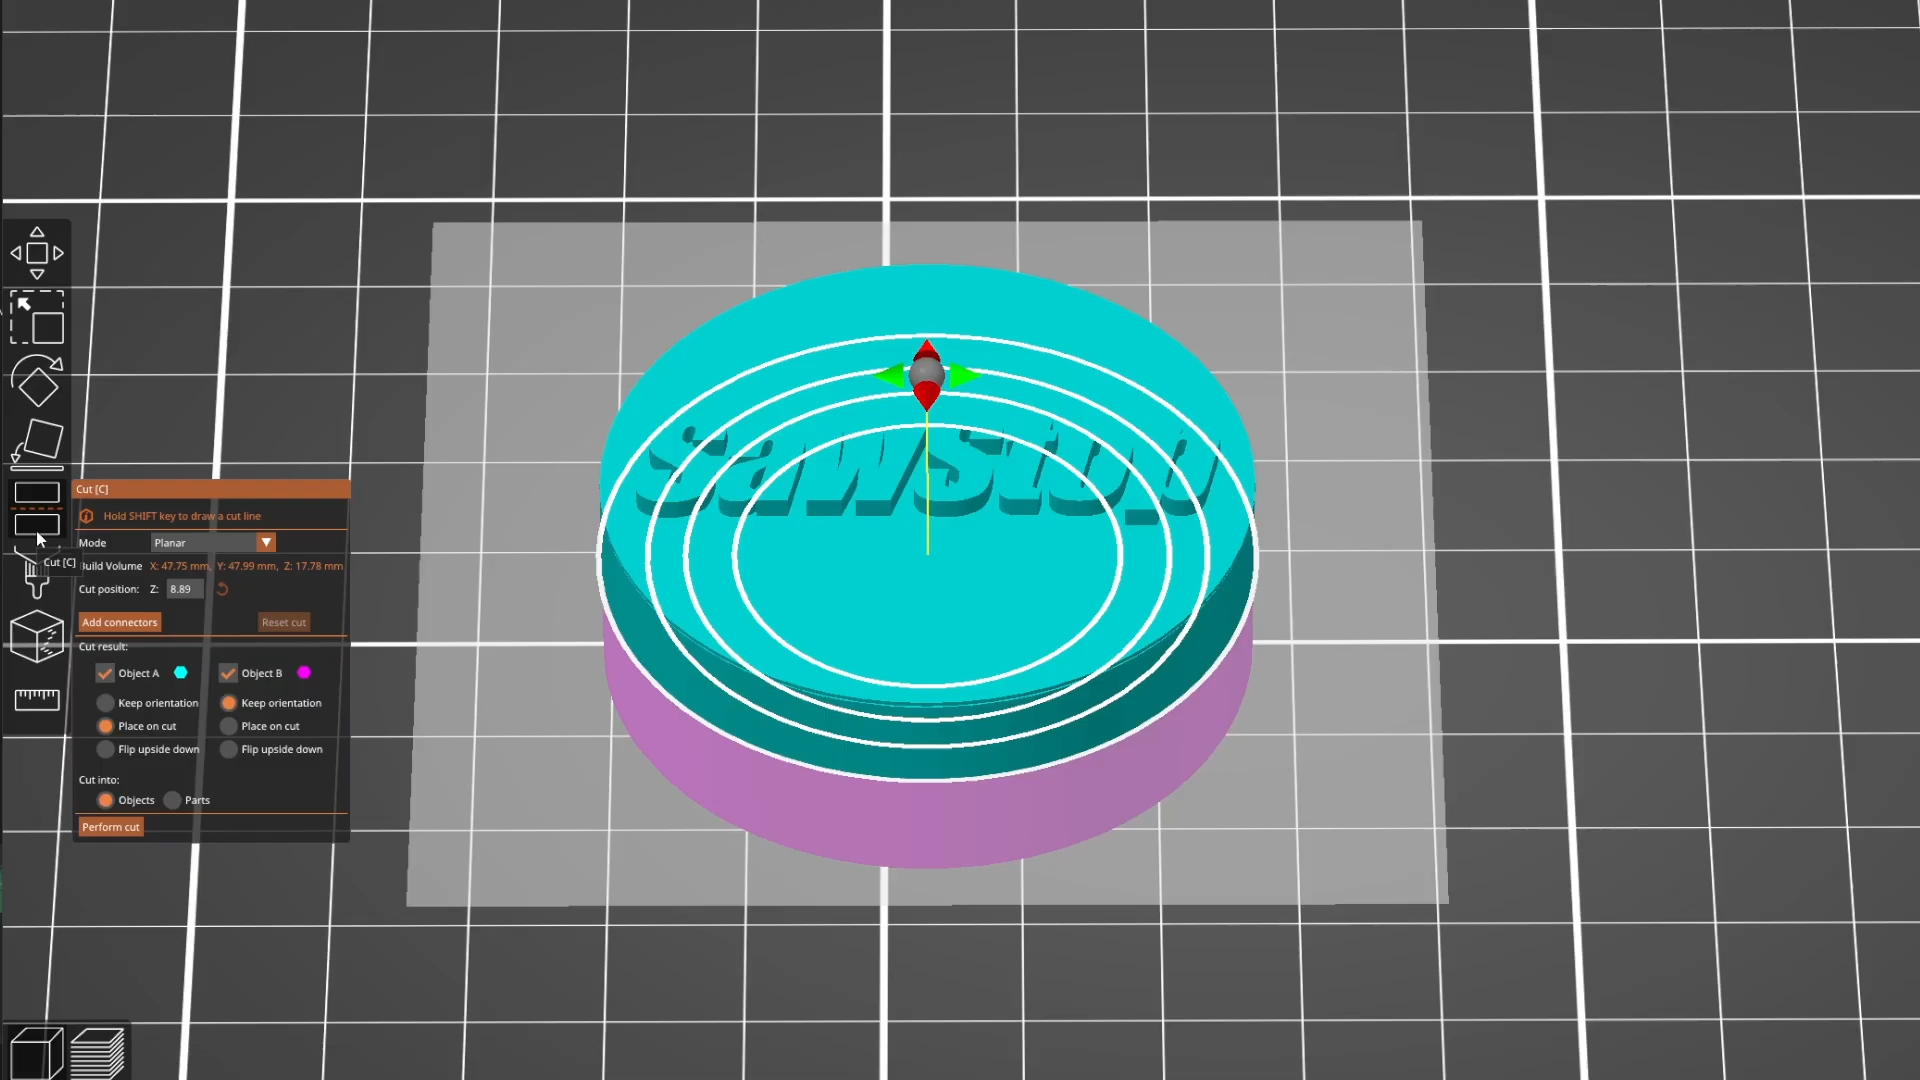 sawstop
Cut [C]
Hold SHIFT key to draw a cut line
Mode Planar
Cut [C]
Build Volume X: 47.75 mm, Y: 47.99 mm, Z: 17.78 mm
Cut position: Z: 8.89
Add connectors Reset cut
Cut result:
Object A Object B
Keep orientation Keep orientation
Place on cut Place on cut
Flip upside down Flip upside down
Cut into:
Objects Parts
Perform cut